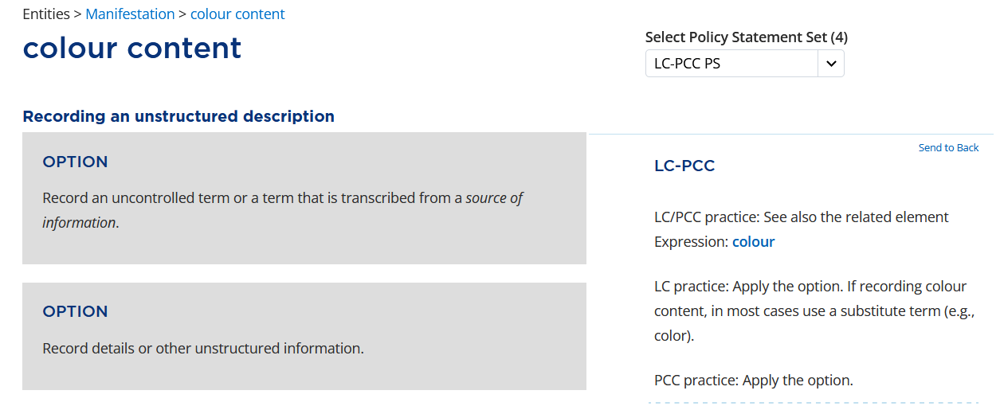 Entities > Manifestation > colour content
colour content
Select Policy Statement Set (4)
LC-PCC PS
Recording an unstructured description
OPTION
Record an uncontrolled term or a term that is transcribed from a source of
information.
OPTION
Record details or other unstructured information.
Send to Back
LC-PCC
LC/PCC practice: See also the related element
Expression: colour
LC practice: Apply the option. If recording colour
content, in most cases use a substitute term (e.g.,
color).
PCC practice: Apply the option.